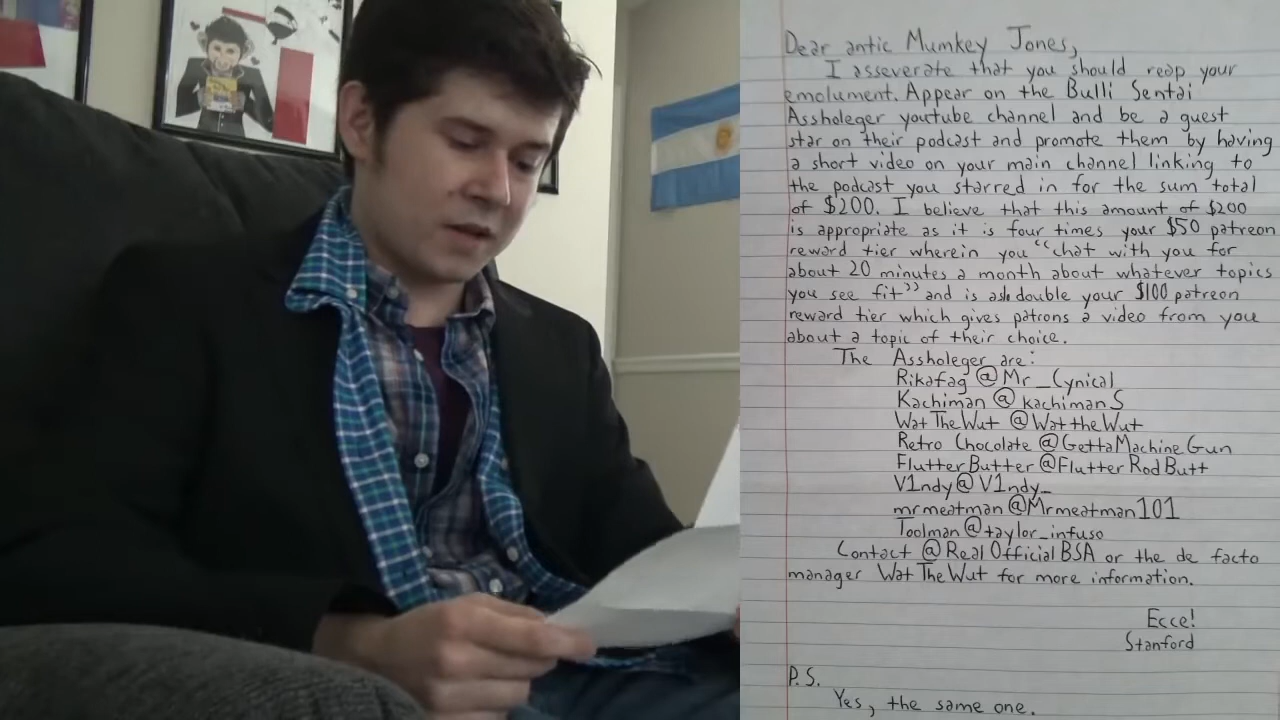 Dear antic Mumkey Jones,
I asseverate that you should reap your
emolument. Appear on the Bulli Sentai
Assholeger youtube channel and be a guest
star on their podcast and promote them by having
a short video on your main channel linking to
the podcast you starred in for the sum total
of $200. I believe that this amount of $200
is appropriate as it is four times your $50 patreon
reward tier wherein you “chat with you for
about 20 minutes a month about whatever topics
you see fit” and is double your $100 patreon
reward tier which gives patrons a video from you
about a topic of their choice.
The Assholeger are:
Rikafag @Mr_Cynical
Kachiman @ kachimanS
WatTheWut @WattheWut
Retro Chocolate @GottaMachineGun
FlutterButter @FlutterRodButt
V1ndy@V1ndy_
mrmeatman @Mrmeatman101
Toolman@taylor_infuso
Contact @RealOfficialBSA or the de facto
manager WatTheWut for more information.
Ecce!
Stanford
P.S.
Yes, the same one.